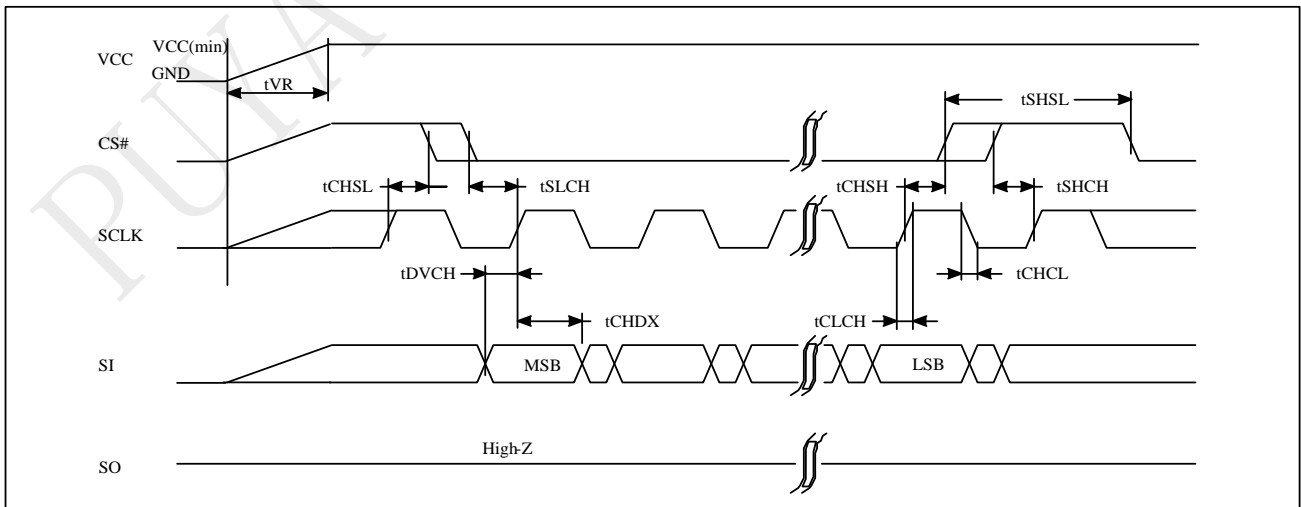 PUYA
VCC
VCC(min)
GND
tVR
tSHSL
CS#
tCHSL
tSLCH
tCHSH
tSHCH
SCLK
tDVCH
tCHCL
tCHDX
tCLCH
SI
MSB
LSB
High-Z
SO